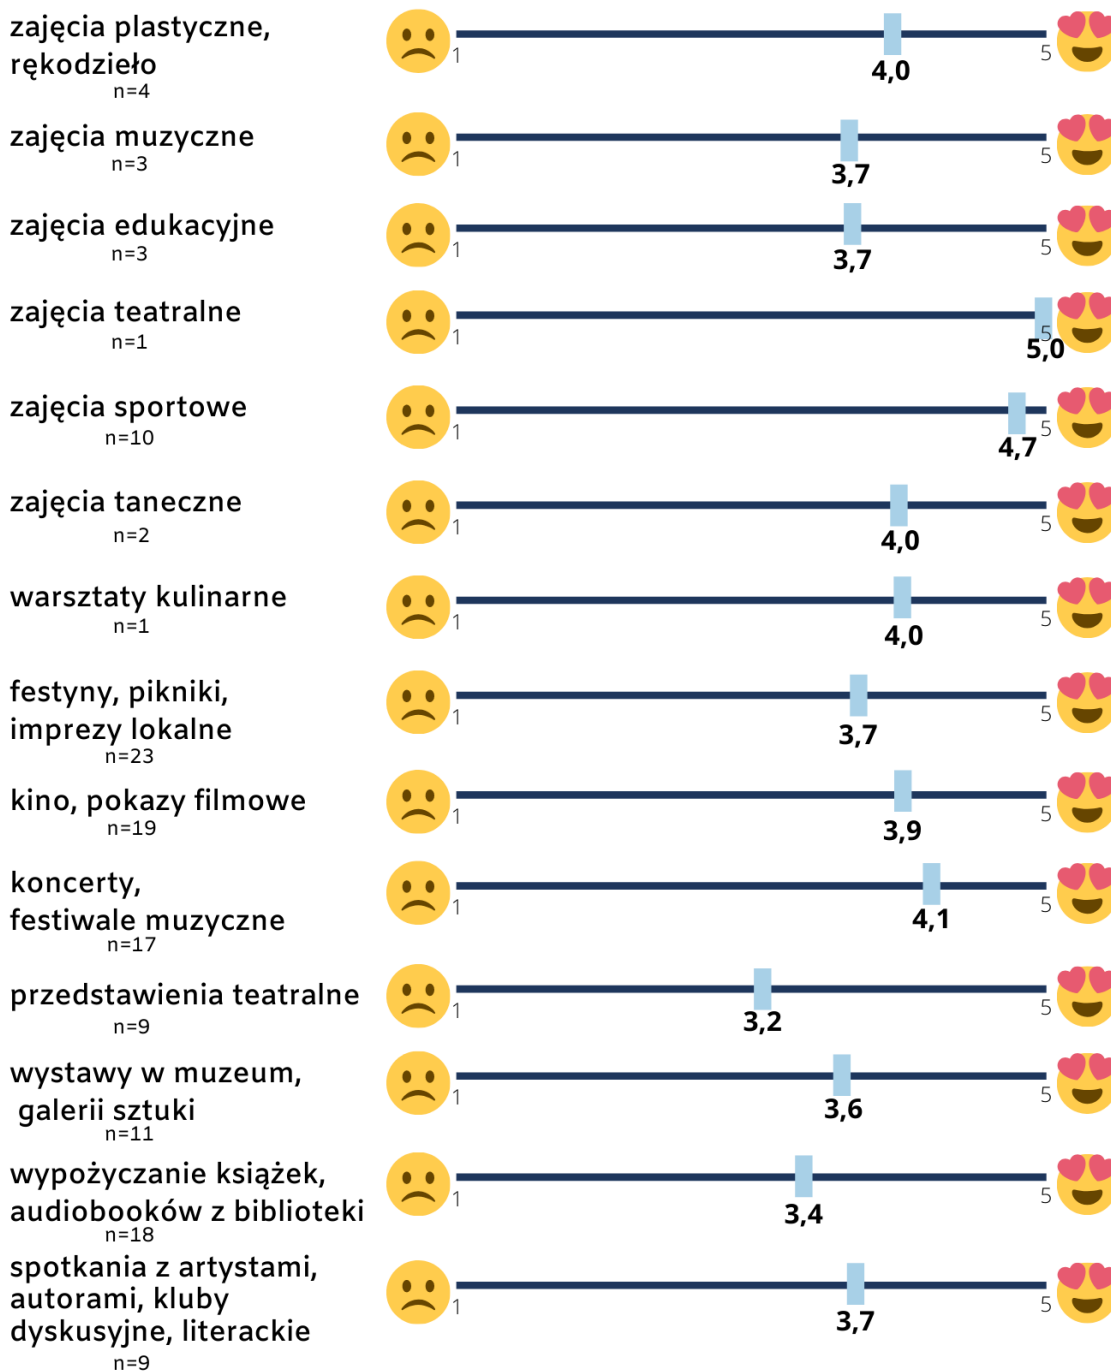 zajęcia plastyczne,
rękodzieło
n=4
1
4,0
5
zajęcia muzyczne
n=3
1
3,7
5
zajęcia edukacyjne
n=3
1
3,7
5
zajęcia teatralne
n=1
1
5
5,0
zajęcia sportowe
n=10
1
4,7
5
zajęcia taneczne
n=2
1
4,0
5
warsztaty kulinarne
n=1
1
4,0
5
festyny, pikniki,
imprezy lokalne
n=23
1
3,7
5
kino, pokazy filmowe
n=19
1
3,9
5
koncerty,
festiwale muzyczne
n=17
1
4,1
5
przedstawienia teatralne
n=9
1
3,2
5
wystawy w muzeum,
galerii sztuki
n=11
1
3,6
5
wypożyczanie książek,
audiobooków z biblioteki
n=18
1
3,4
5
spotkania z artystami,
autorami, kluby
dyskusyjne, literackie
n=9
1
3,7
5